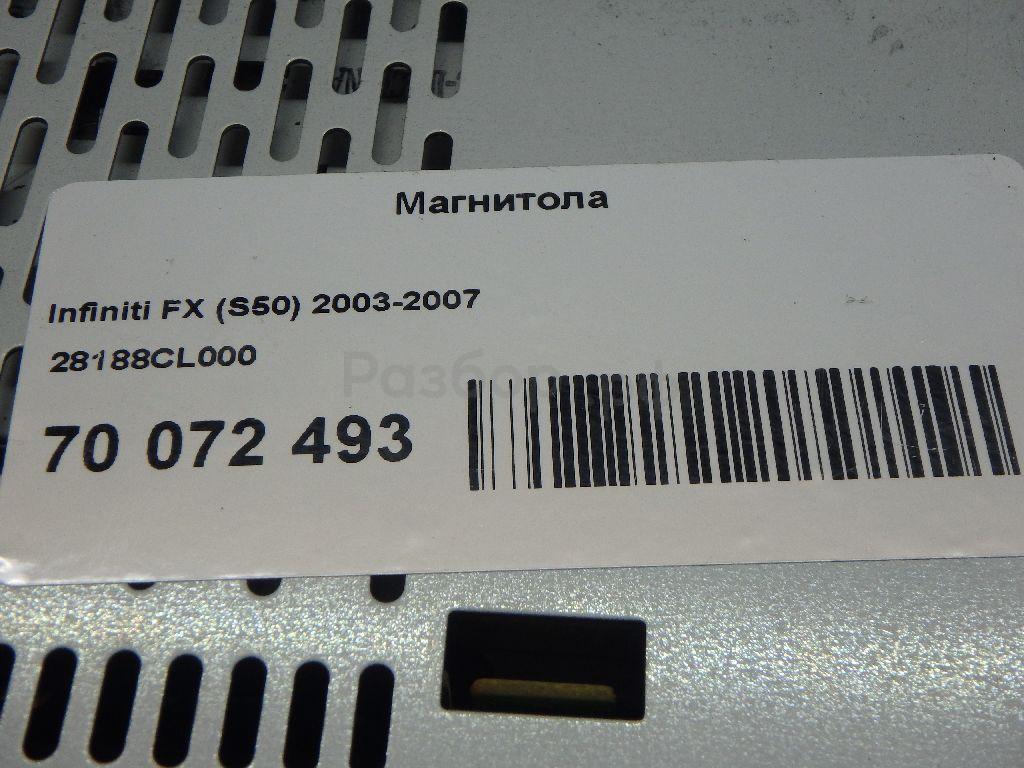 Магнитола
Infiniti FX (S50) 2003-2007
28188CL000
70 072 493